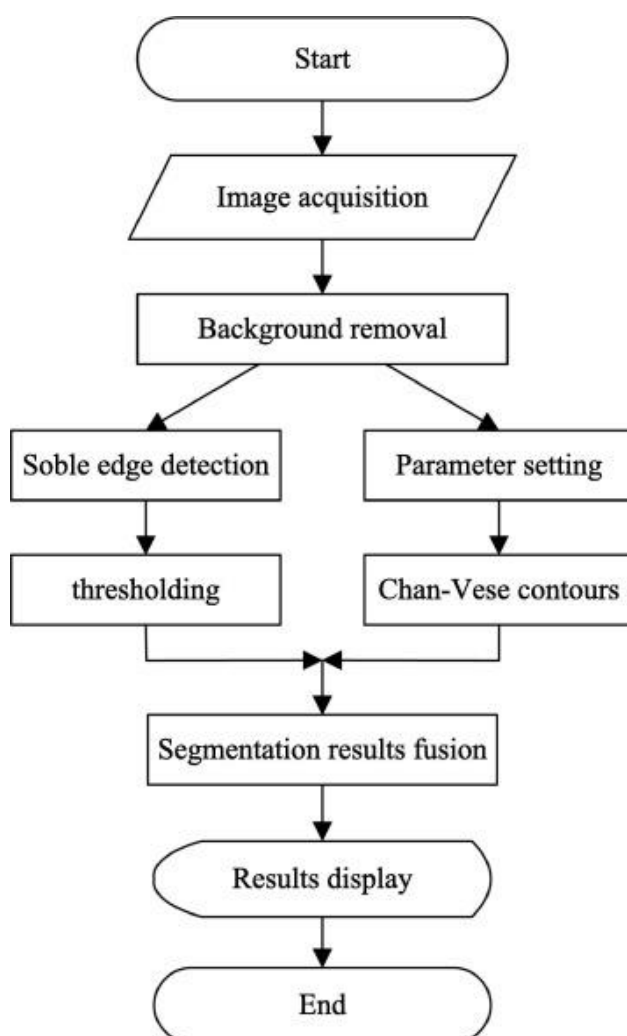 Start
Image acquisition
Background removal
Soble edge detection
Parameter setting
thresholding
Chan-Vese contours
Segmentation results fusion
Results display
End